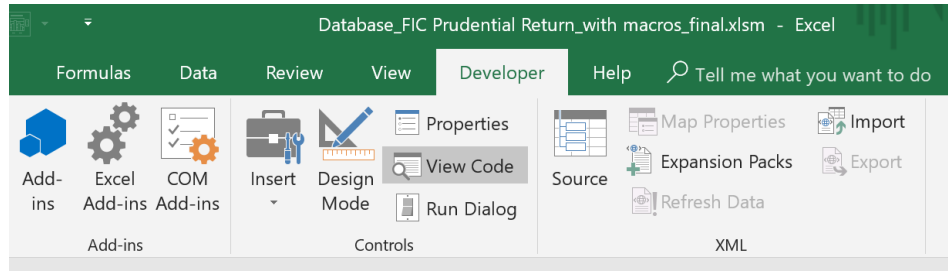 Database_FIC Prudential Return_with macros_final.xlsm - Excel
Formulas Data Review View Developer Help Tell me what you want to do
Add-ins
Excel Add-ins
COM Add-ins
Add-ins
Insert
Design Mode
Properties
View Code
Run Dialog
Controls
Source
Map Properties
Expansion Packs
Refresh Data
Import
Export
XML